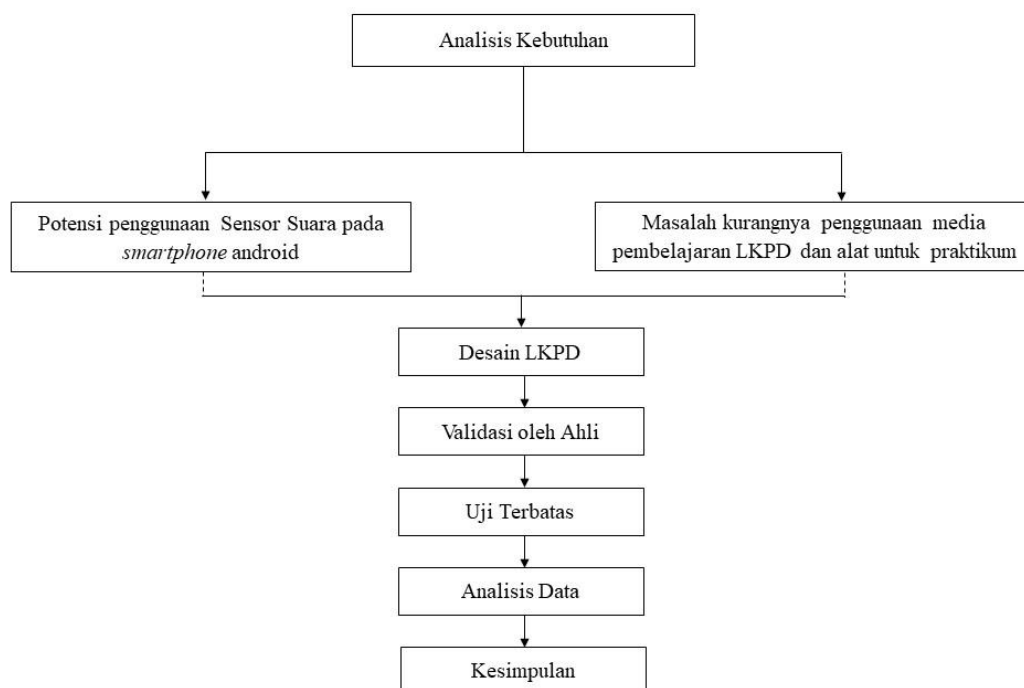 Analisis Kebutuhan
Potensi penggunaan Sensor Suara pada
smartphone android
Masalah kurangnya penggunaan media
pembelajaran LKPD dan alat untuk praktikum
Desain LKPD
Validasi oleh Ahli
Uji Terbatas
Analisis Data
Kesimpulan